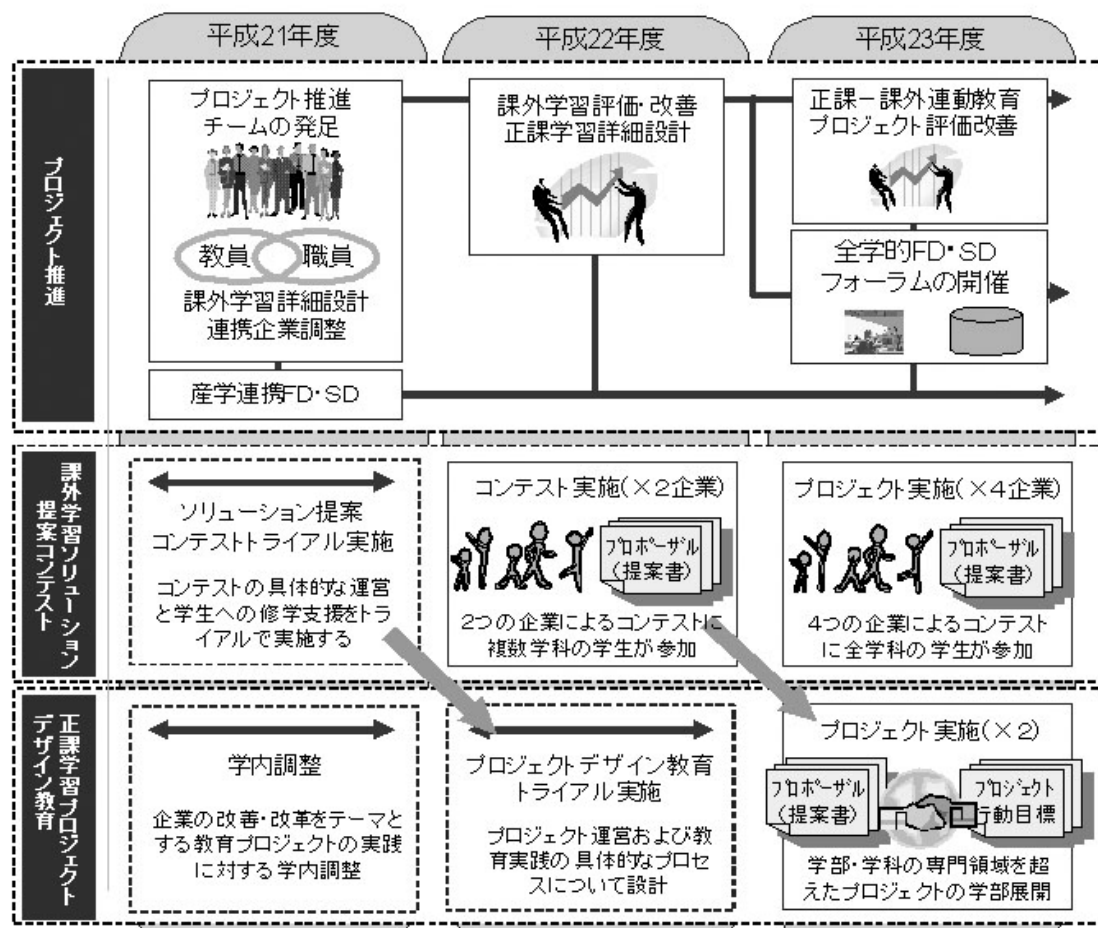 平成21年度
平成22年度
平成23年度
プロジェクト推進
プロジェクト推進
チームの発足
教員
職員
課外学習詳細設計
連携企業調整
産学連携FD・SD
課外学習評価・改善
正課学習詳細設計
正課－課外連動教育
プロジェクト評価改善
全学的FD・SD
フォーラムの開催
課外学習ソリューション
提案コンテスト
ソリューション提案
コンテストトライアル実施
コンテストの具体的な運営
と学生への修学支援をトラ
イアルで実施する
コンテスト実施(×2企業)
プロポーザル
(提案書)
2つの企業によるコンテストに
複数学科の学生が参加
プロジェクト実施(×4企業)
プロポーザル
(提案書)
4つの企業によるコンテスト
に全学科の学生が参加
正課学習プロジェクト
デザイン教育
学内調整
企業の改善・改革をテーマと
する教育プロジェクトの実践
に対する学内調整
プロジェクトデザイン教育
トライアル実施
プロジェクト運営および教
育実践の具体的なプロセ
スについて設計
プロジェクト実施(×2)
プロポーザル
(提案書)
プロジェクト
行動目標
学部・学科の専門領域を超
えたプロジェクトの学部展開